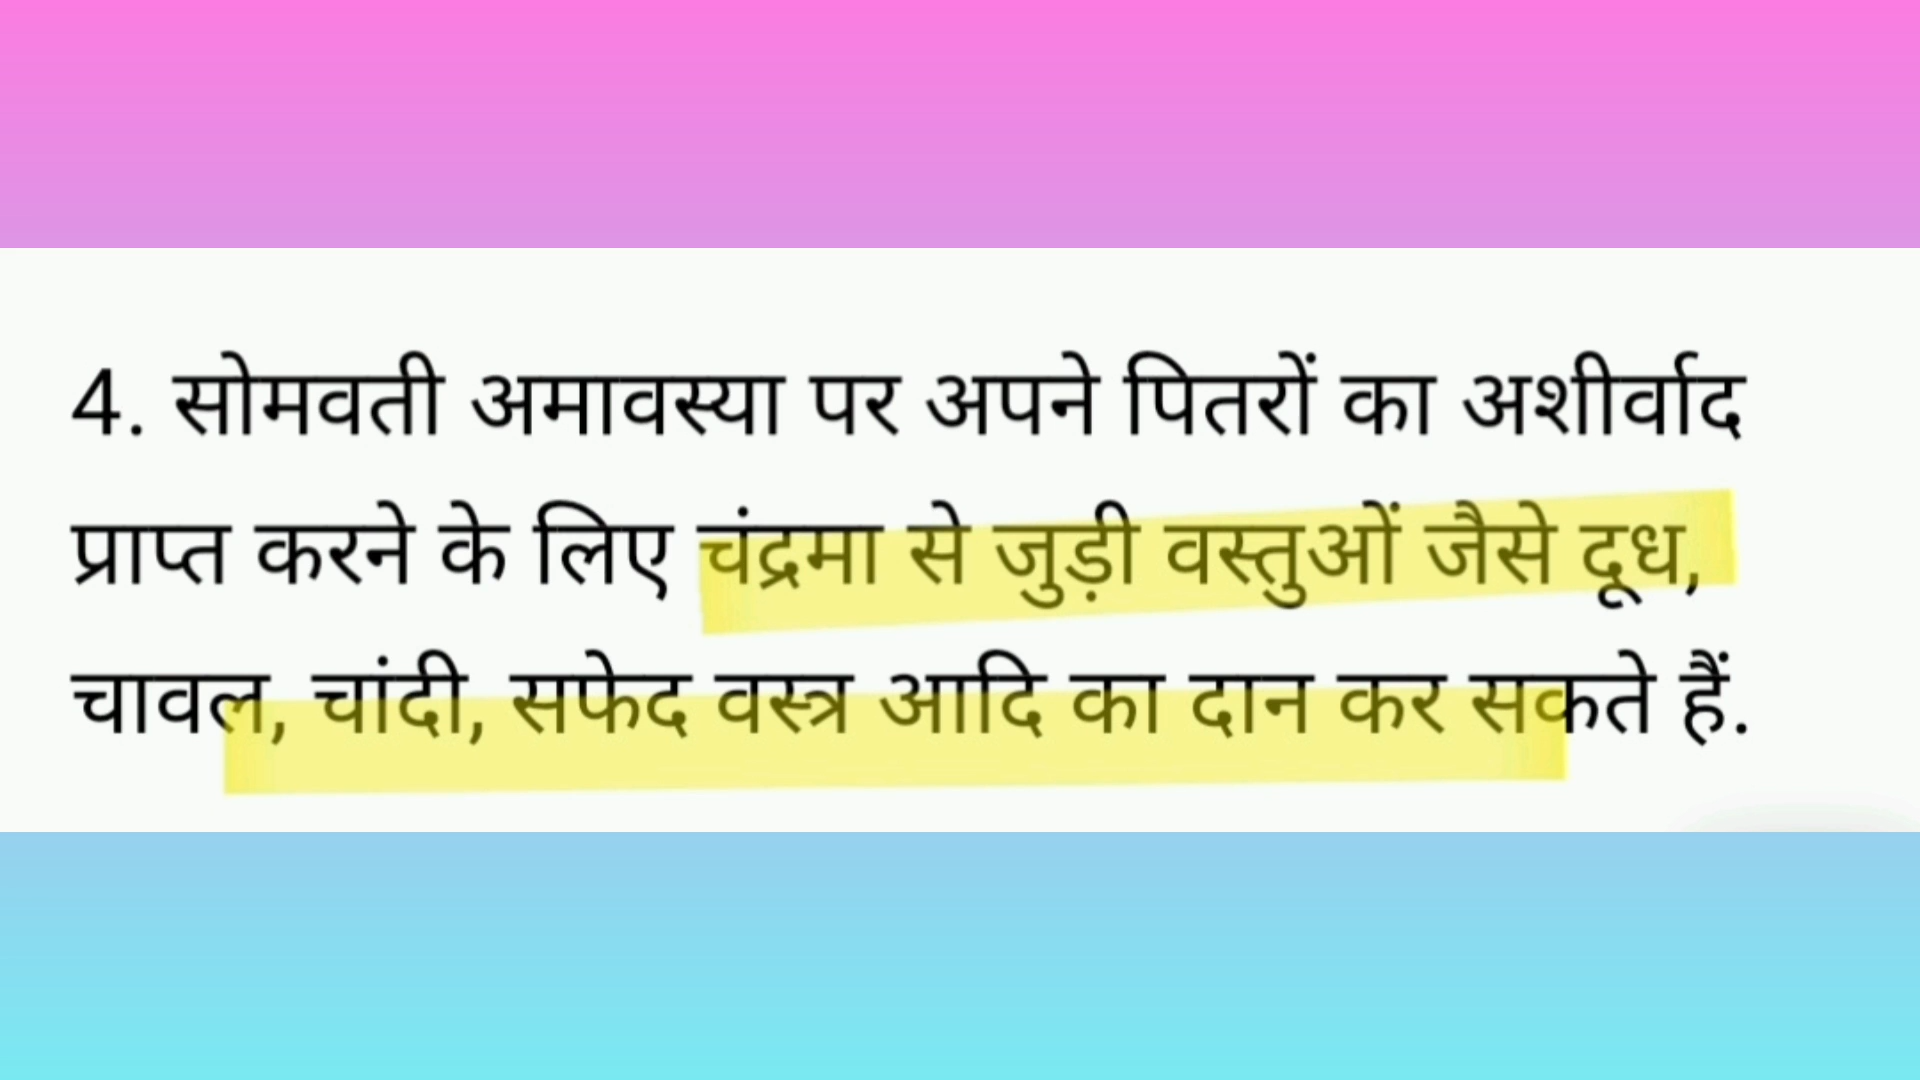 4. सोमवती अमावस्या पर अपने पितरों का अशीर्वाद
प्राप्त करने के लिए चंद्रमा से जुड़ी वस्तुओं जैसे दूध,
चावल, चांदी, सफेद वस्त्र आदि का दान कर सकते हैं.